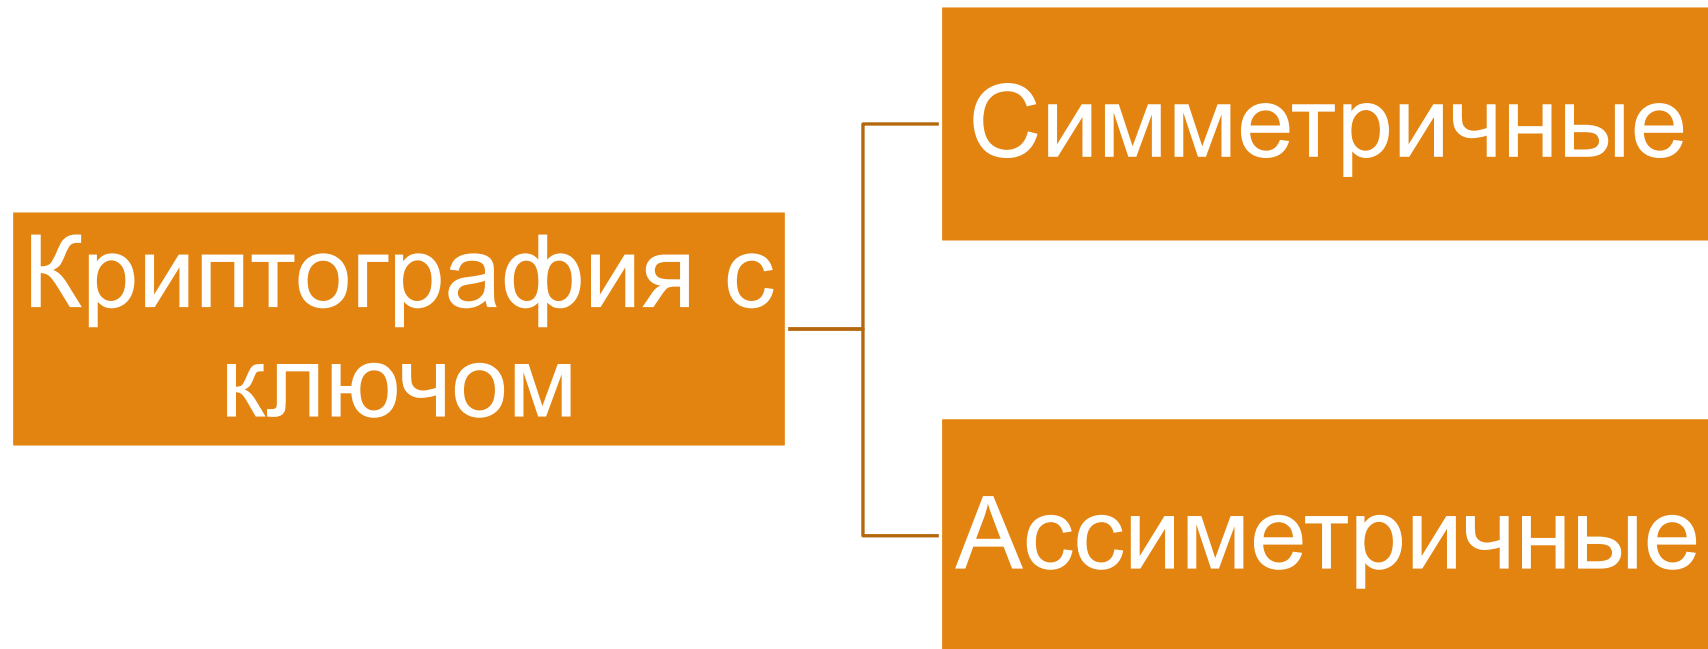 Криптография с
ключом
Симметричные
Ассиметричные